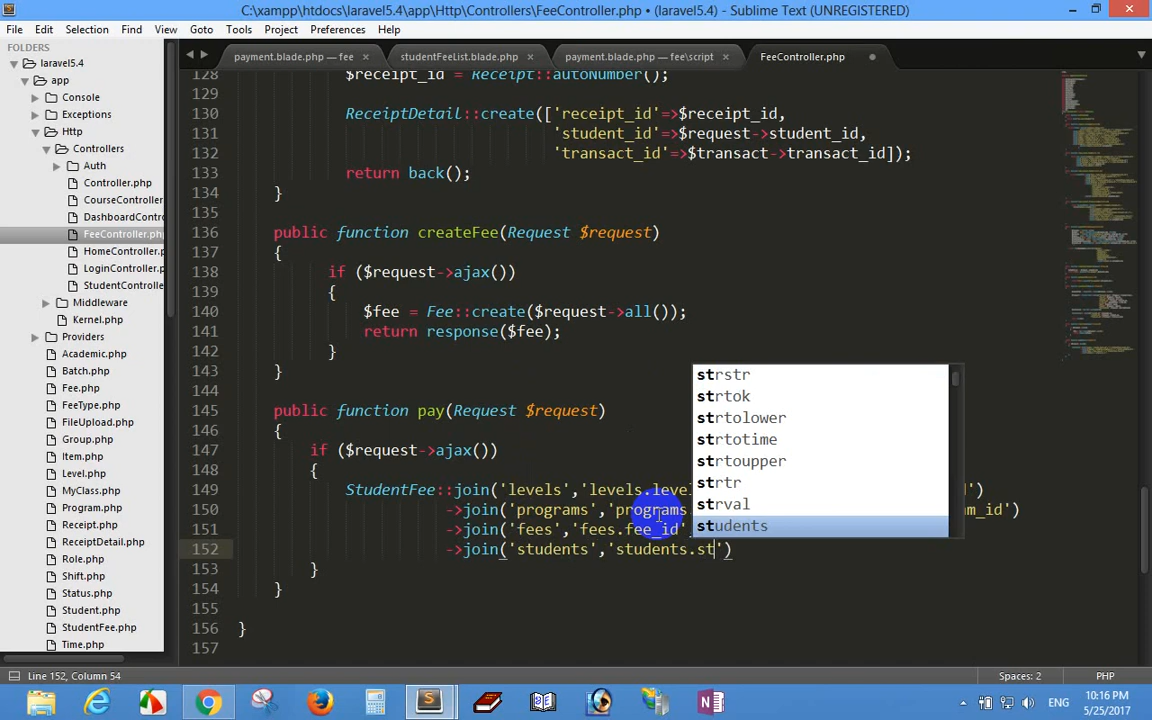 C:\xampp\htdocs\laravel5.4\app\Http\Controllers\FeeController.php • (laravel5.4) - Sublime Text (UNREGISTERED)
File Edit Selection Find View Goto Tools Project Preferences Help
FOLDERS
laravel5.4
app
Console
Exceptions
Http
Controllers
Auth
Controller.php
CourseController
DashboardContro
FeeController.php
HomeController.p
LoginController.p
StudentControlle
Middleware
Kernel.php
Providers
Academic.php
Batch.php
Fee.php
FeeType.php
FileUpload.php
Group.php
Item.php
Level.php
MyClass.php
Program.php
Receipt.php
ReceiptDetail.php
Role.php
Shift.php
Status.php
Student.php
StudentFee.php
Time.php
payment.blade.php — fee × studentFeeList.blade.php × payment.blade.php — fee\script × FeeController.php
128 $receipt_id = Receipt::autoNumber();
129
130 ReceiptDetail::create(['receipt_id'=>$receipt_id,
131 'student_id'=>$request->student_id,
132 'transact_id'=>$transact->transact_id]);
133 return back();
134 }
135
136 public function createFee(Request $request)
137 {
138 if ($request->ajax())
139 {
140 $fee = Fee::create($request->all());
141 return response($fee);
142 }
143 }
144
145 public function pay(Request $request)
146 {
147 if ($request->ajax())
148 {
149 StudentFee::join('levels','levels.level d')
150 ->join('programs','programs. am_id')
151 ->join('fees','fees.fee_id'
152 ->join('students','students.st')
153 }
154 }
155
156 }
157
strstr
strtok
strtolower
strtotime
strtoupper
strtr
strval
students
Line 152, Column 54 Spaces: 2 PHP
ENG 10:16 PM
5/25/2017